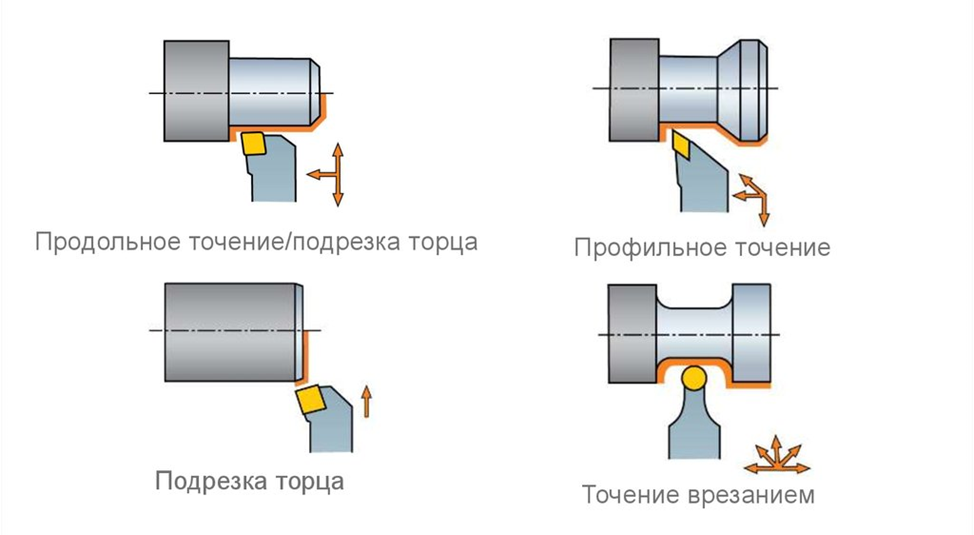 Продольное точение/подрезка торца
Профильное точение
Подрезка торца
Точение врезанием